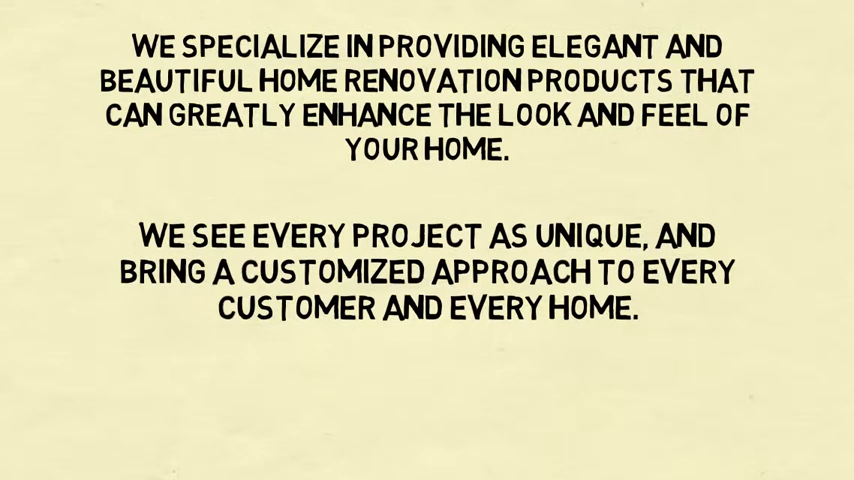 WE SPECIALIZE IN PROVIDING ELEGANT AND
BEAUTIFUL HOME RENOVATION PRODUCTS THAT
CAN GREATLY ENHANCE THE LOOK AND FEEL OF
YOUR HOME.
WE SEE EVERY PROJECT AS UNIQUE, AND
BRING A CUSTOMIZED APPROACH TO EVERY
CUSTOMER AND EVERY HOME.